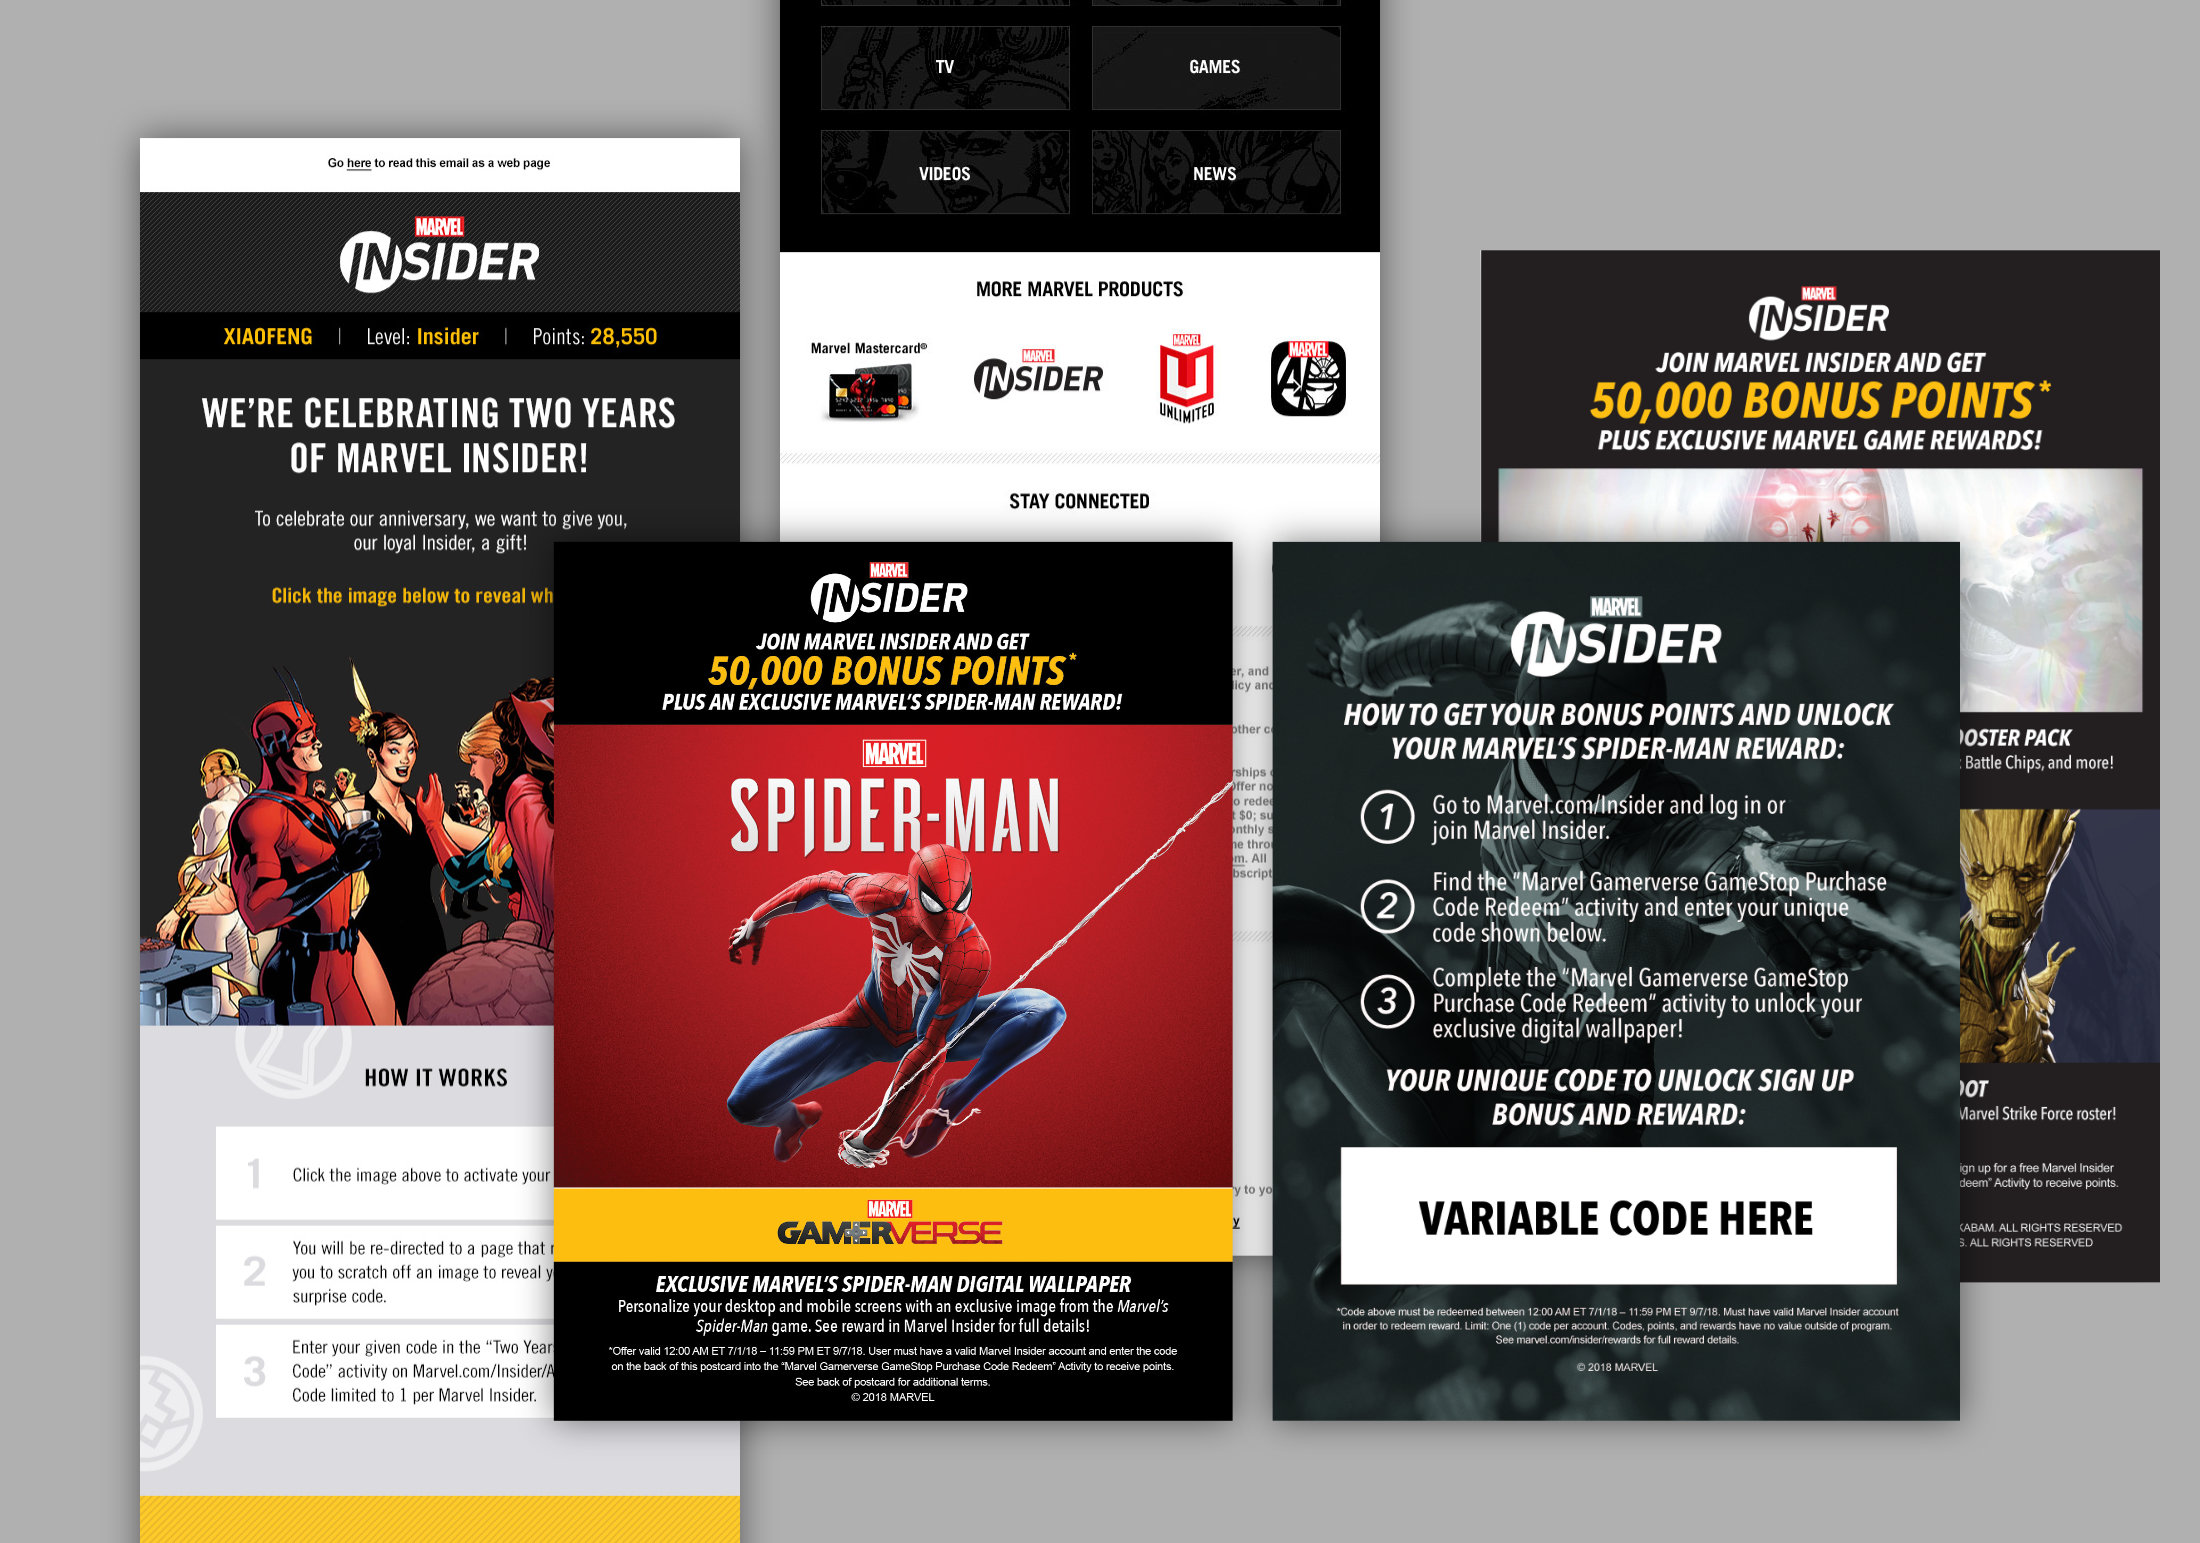 Go here to read this email as a web page
MARVEL
INSIDER
XIAOFENG | Level: Insider | Points: 28,550
WE'RE CELEBRATING TWO YEARS
OF MARVEL INSIDER!
To celebrate our anniversary, we want to give you,
our loyal Insider, a gift!
Click the image below to reveal
HOW IT WORKS
1 Click the image above to activate your
2 You will be re-directed to a page that
you to scratch off an image to reveal
surprise code.
3 Enter your given code in the “Two
Code” activity on Marvel.com/Insider/
Code limited to 1 per Marvel Insider.
TV
GAMES
VIDEOS
NEWS
MORE MARVEL PRODUCTS
Marvel Mastercard®
MARVEL
INSIDER
MARVEL
UNLIMITED
MARVEL
STAY CONNECTED
and
other
to
All
MARVEL
INSIDER
JOIN MARVEL INSIDER AND GET
50,000 BONUS POINTS*
PLUS AN EXCLUSIVE MARVEL'S SPIDER-MAN REWARD!
MARVEL
SPIDER-MAN
MARVEL
GAMERVERSE
EXCLUSIVE MARVEL'S SPIDER-MAN DIGITAL WALLPAPER
Personalize your desktop and mobile screens with an exclusive image from the Marvel's
Spider-Man game. See reward in Marvel Insider for full details!
*Offer valid 12:00 AM ET 7/1/18 – 11:59 PM ET 9/7/18. User must have a valid Marvel Insider account and enter the code
on the back of this postcard into the “Marvel Gamerverse GameStop Purchase Code Redeem” Activity to receive points.
See back of postcard for additional terms.
© 2018 MARVEL
MARVEL
INSIDER
HOW TO GET YOUR BONUS POINTS AND UNLOCK
YOUR MARVEL'S SPIDER-MAN REWARD:
1 Go to Marvel.com/Insider and log in or
join Marvel Insider.
2 Find the “Marvel Gamerverse GameStop Purchase
Code Redeem” activity and enter your unique
code shown below.
3 Complete the “Marvel Gamerverse GameStop
Purchase Code Redeem” activity to unlock your
exclusive digital wallpaper!
YOUR UNIQUE CODE TO UNLOCK SIGN UP
BONUS AND REWARD:
VARIABLE CODE HERE
*Code above must be redeemed between 12:00 AM ET 7/1/18 – 11:59 PM ET 9/7/18. Must have valid Marvel Insider account
in order to redeem reward. Limit: One (1) code per account. Codes, points, and rewards have no value outside of program.
See marvel.com/insider/rewards for full reward details.
© 2018 MARVEL
MARVEL
INSIDER
JOIN MARVEL INSIDER AND GET
50,000 BONUS POINTS*
PLUS EXCLUSIVE MARVEL GAME REWARDS!
PACK
Battle Chips, and more!
Marvel Strike Force roster!
up for a free Marvel Insider
Activity to receive points.
KABAM. ALL RIGHTS RESERVED
ALL RIGHTS RESERVED